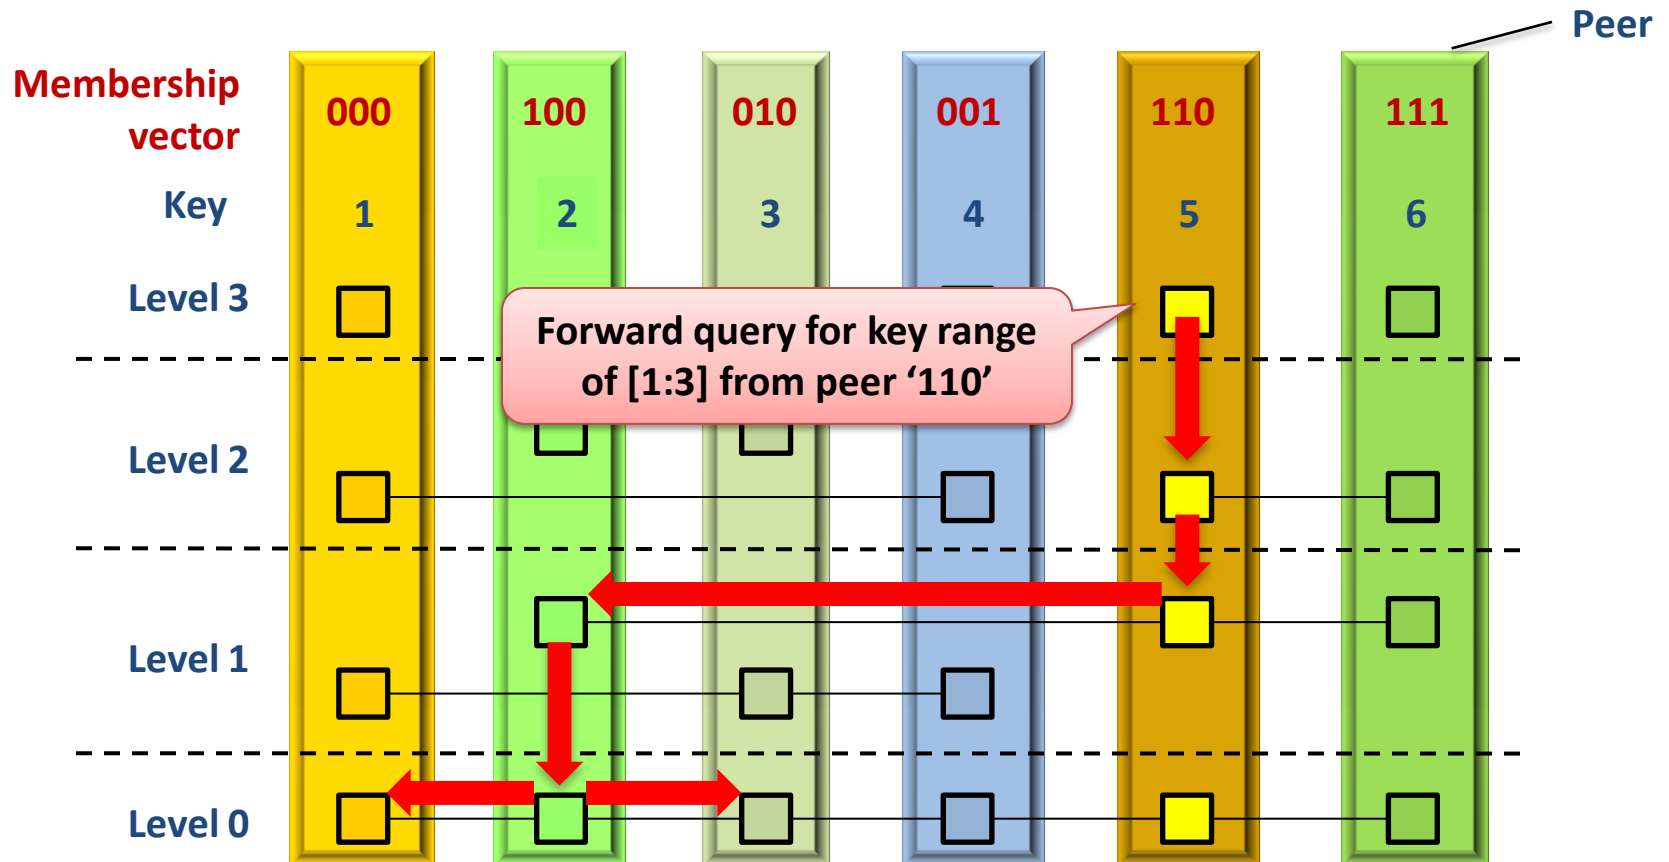 Peer
Membership
vector
000 100 010 001 110 111
Key 1 2 3 4 5 6
Level 3
Forward query for key range
of [1:3] from peer ‘110’
Level 2
Level 1
Level 0